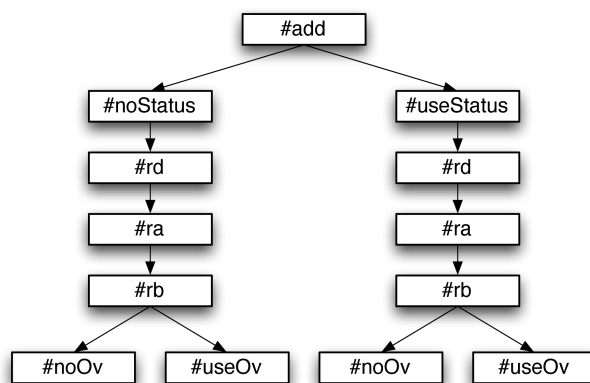 #add
#noStatus
#useStatus
#rd
#rd
#ra
#ra
#rb
#rb
#noOv
#useOv
#noOv
#useOv